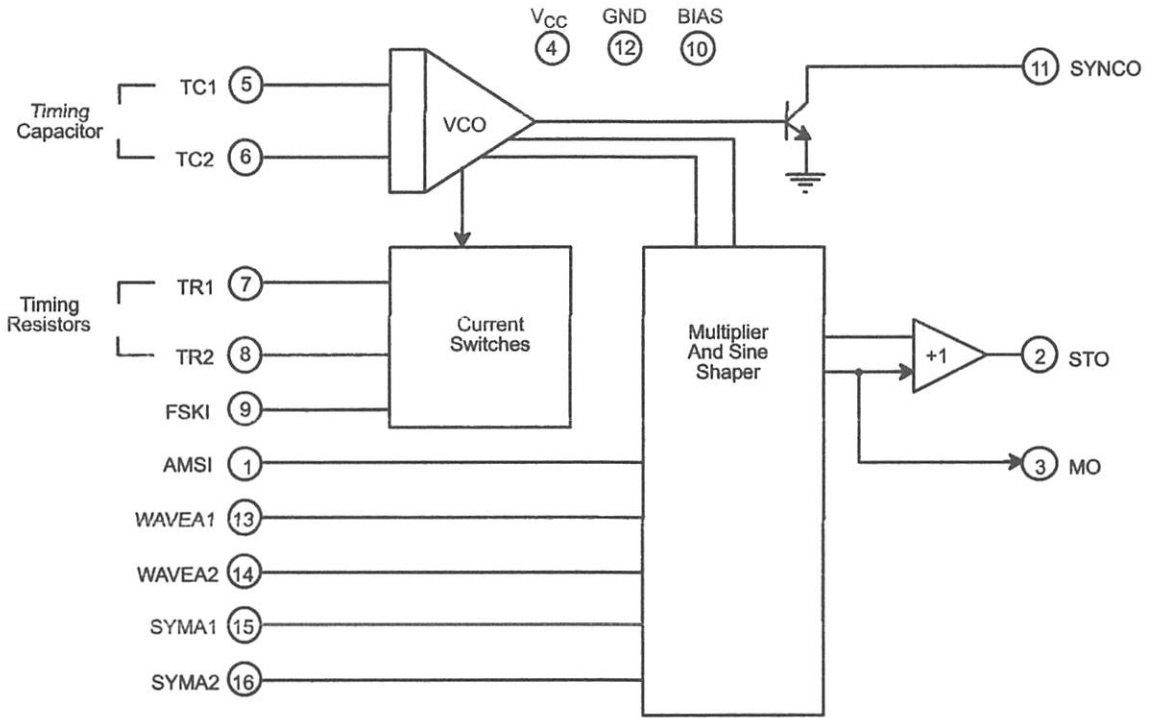 VCC GND BIAS
4 12 10
TC1 5
11 SYNCO
Timing
Capacitor
VCO
TC2 6
TR1 7
Timing
Resistors
Current
Switches
Multiplier
And Sine
Shaper
TR2 8
+1
2 STO
FSKI 9
AMSI 1
3 MO
WAVEA1 13
WAVEA2 14
SYMA1 15
SYMA2 16